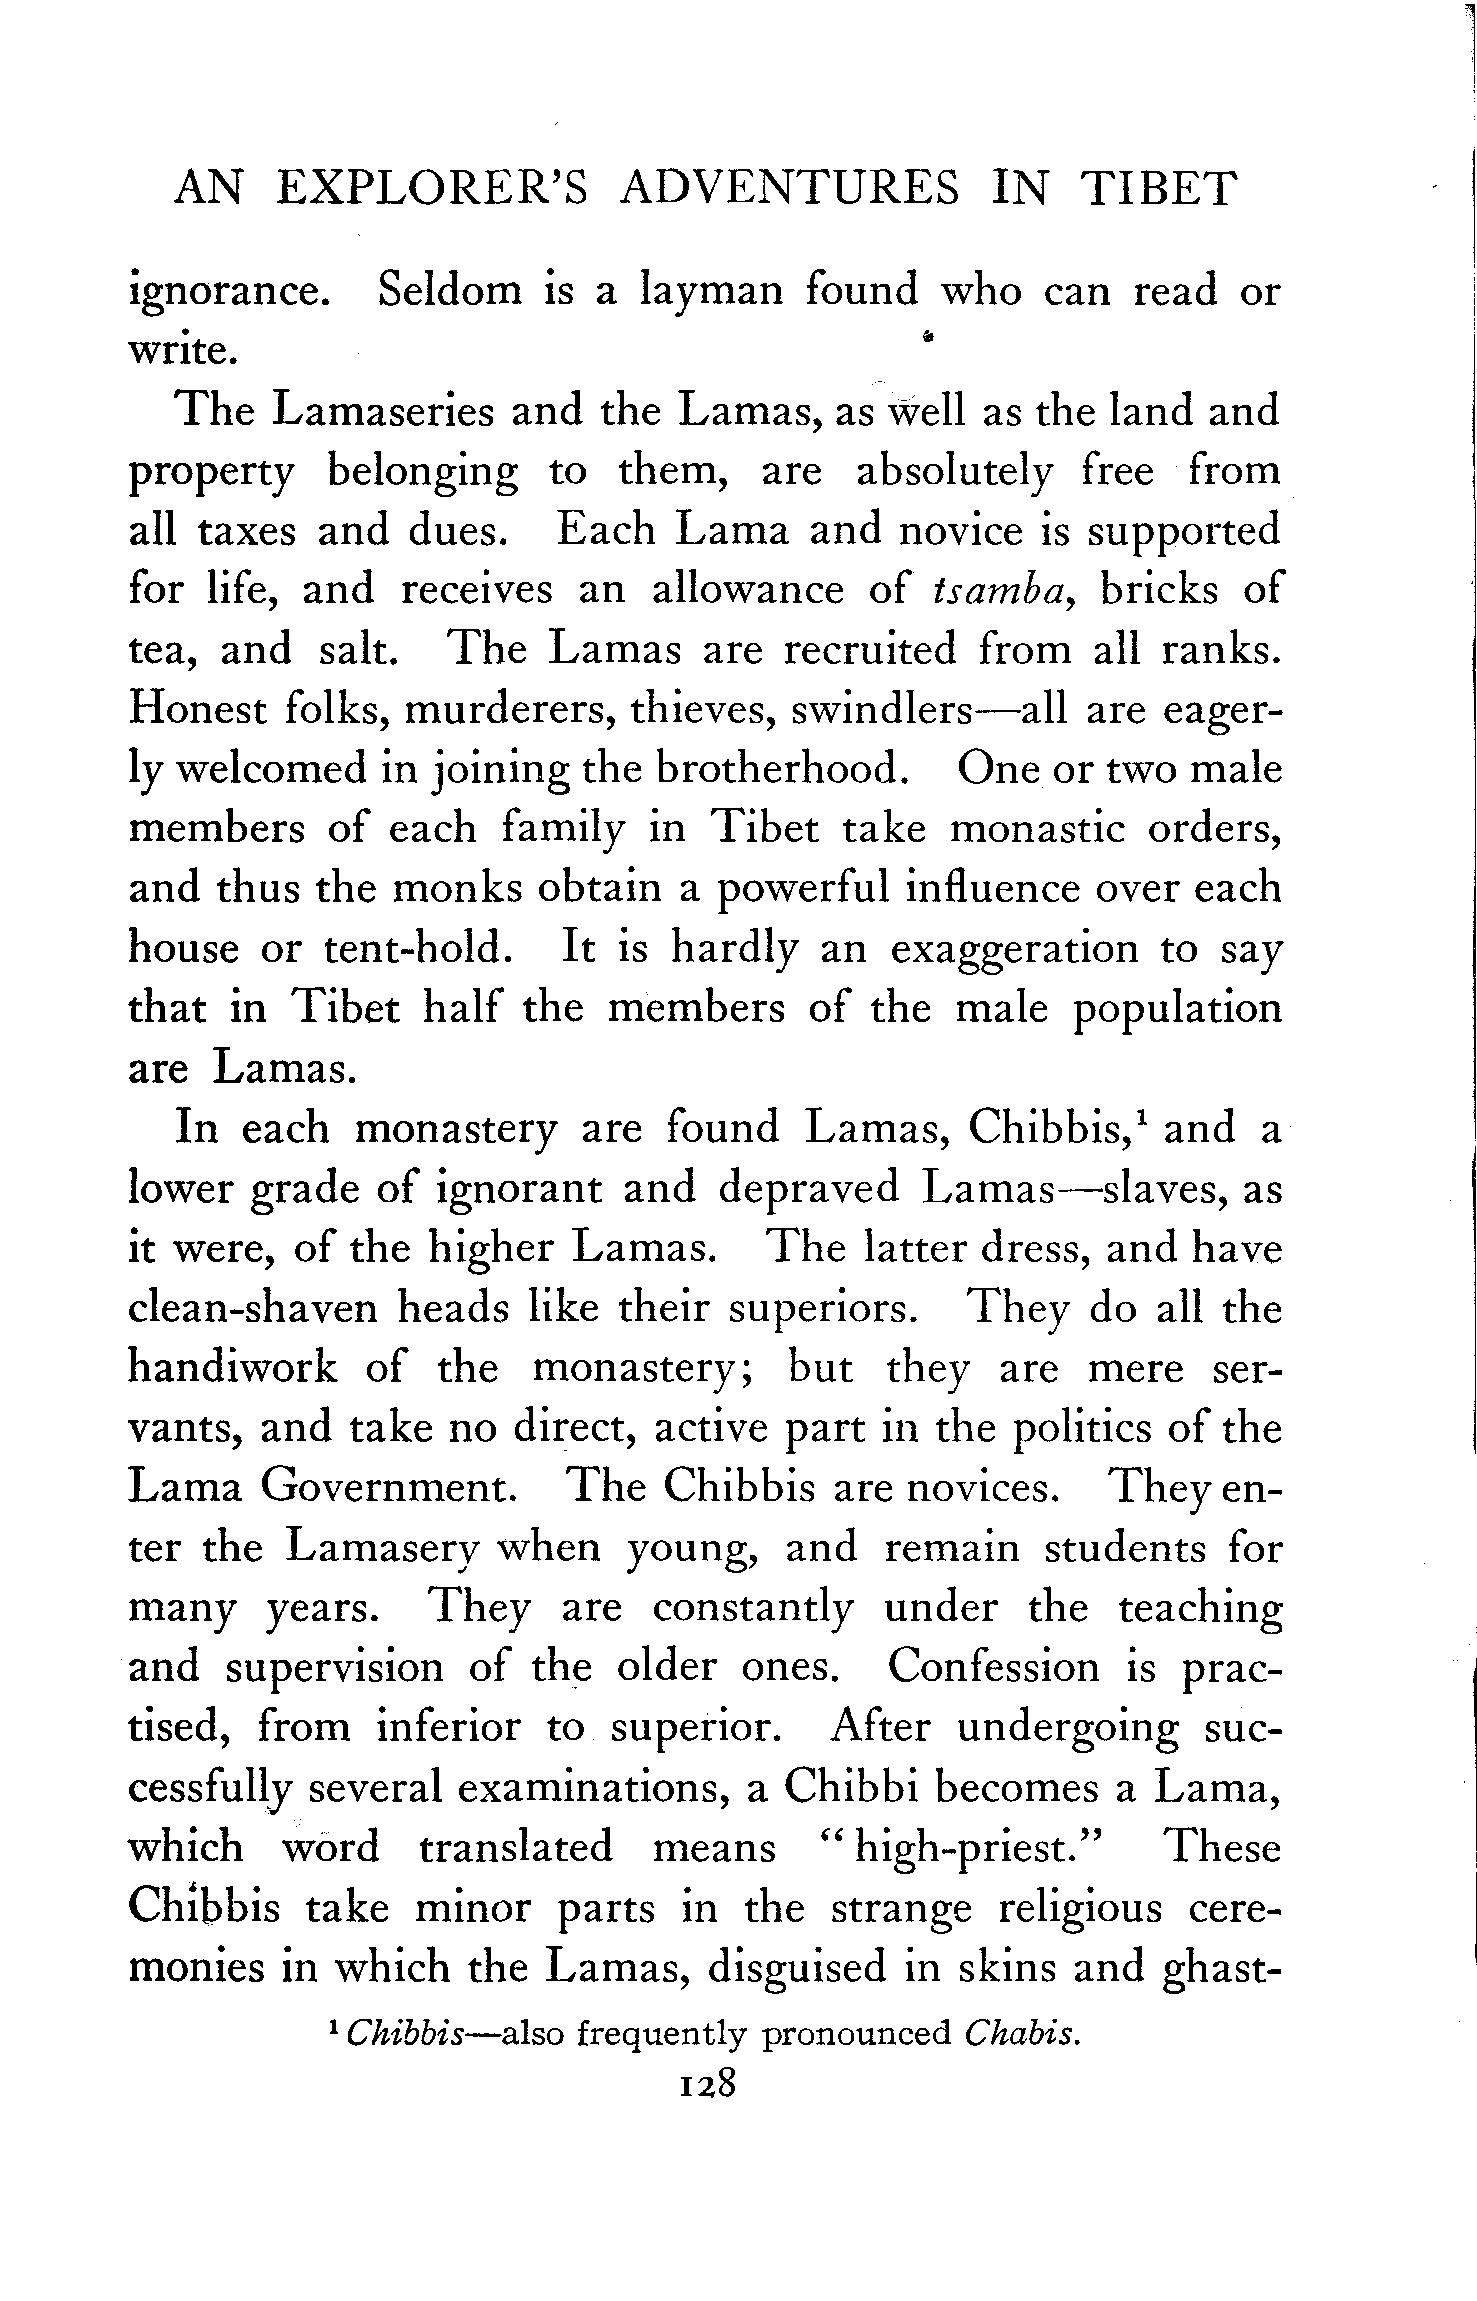 AN EXPLORER'S ADVENTURES IN TIBET
ignorance. Seldom is a layman found who can read or
write.
The Lamaseries and the Lamas, as well as the land and
property belonging to them, are absolutely free from
all taxes and dues. Each Lama and novice is supported
for life, and receives an allowance of tsamba, bricks of
tea, and salt. The Lamas are recruited from all ranks.
Honest folks, murderers, thieves, swindlers—all are eager-
ly welcomed in joining the brotherhood. One or two male
members of each family in Tibet take monastic orders,
and thus the monks obtain a powerful influence over each
house or tent-hold. It is hardly an exaggeration to say
that in Tibet half the members of the male population
are Lamas.
In each monastery are found Lamas, Chibbis,¹ and a
lower grade of ignorant and depraved Lamas—slaves, as
it were, of the higher Lamas. The latter dress, and have
clean-shaven heads like their superiors. They do all the
handiwork of the monastery; but they are mere ser-
vants, and take no direct, active part in the politics of the
Lama Government. The Chibbis are novices. They en-
ter the Lamasery when young, and remain students for
many years. They are constantly under the teaching
and supervision of the older ones. Confession is prac-
tised, from inferior to superior. After undergoing suc-
cessfully several examinations, a Chibbi becomes a Lama,
which word translated means "high-priest." These
Chibbis take minor parts in the strange religious cere-
monies in which the Lamas, disguised in skins and ghast-
¹ Chibbis—also frequently pronounced Chabis.
128